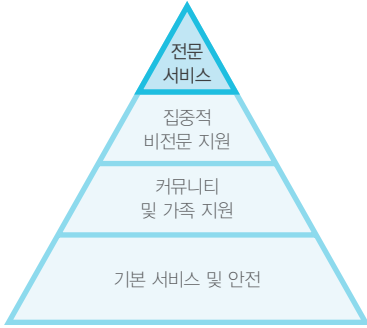 전문
서비스
집중적
비전문 지원
커뮤니티
및 가족 지원
기본 서비스 및 안전